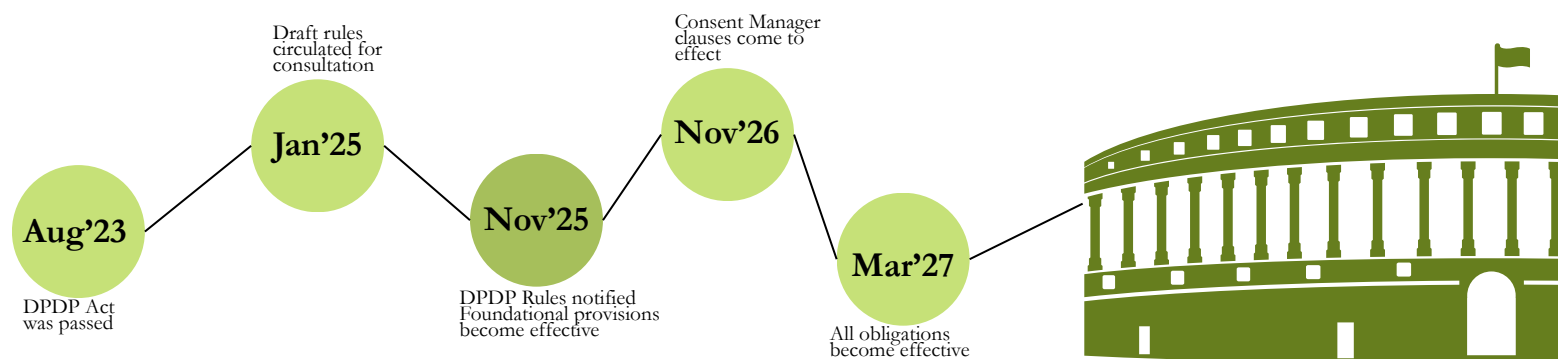 Aug’23
DPDP Act
was passed
Draft rules
circulated for
consultation
Jan’25
Nov’25
DPDP Rules notified
Foundational provisions
become effective
Consent Manager
clauses come to
effect
Nov’26
Mar’27
All obligations
become effective